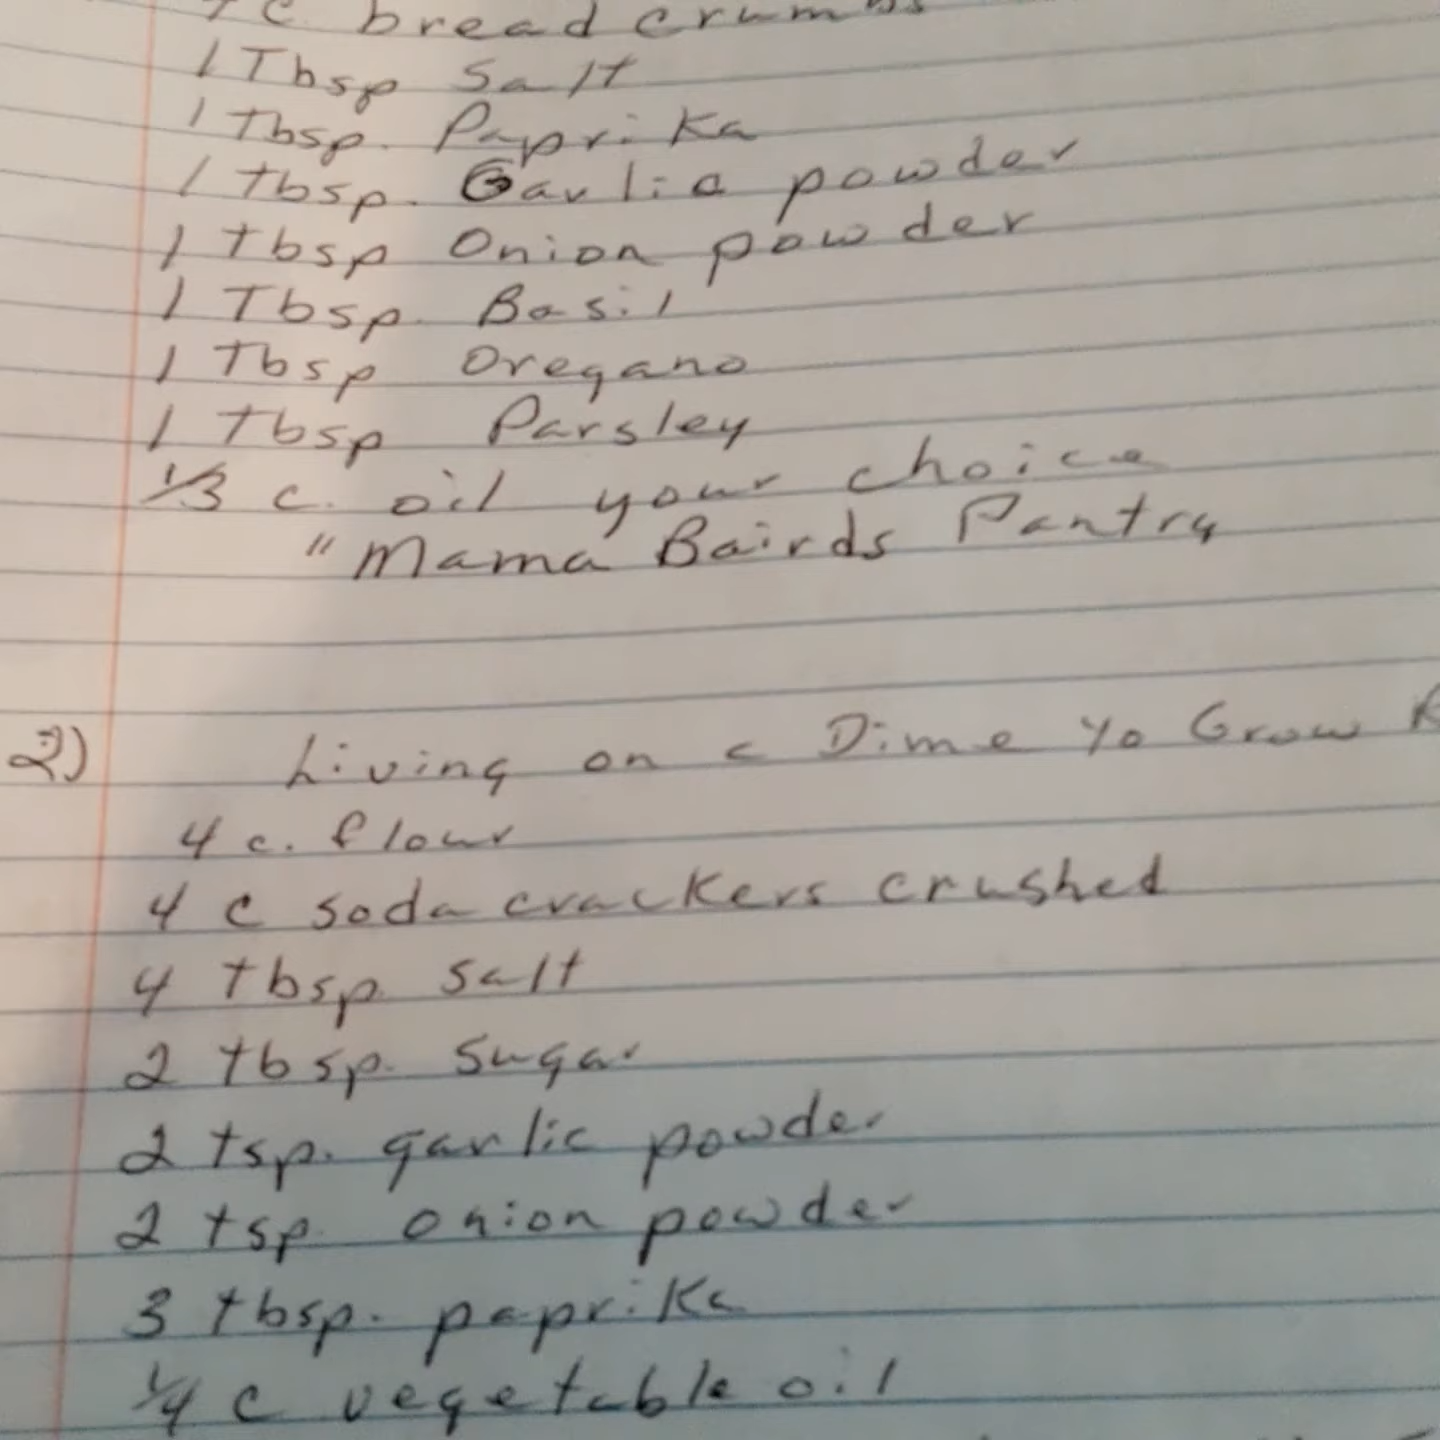 c bread crumbs
1 Tbsp Salt
1 Tbsp. Paprika
1 Tbsp. Garlic powder
1 Tbsp Onion powder
1 Tbsp. Basil
1 Tbsp Oregano
1 Tbsp Parsley
1/3 c. oil your choice
"Mama Bairds Pantry
2) Living on a Dime To Grow
4 c. flour
4 c soda crackers crushed
4 tbsp. salt
2 tbsp. sugar
2 tsp. garlic powder
2 tsp. onion powder
3 tbsp. paprika
1/4 c vegetable oil